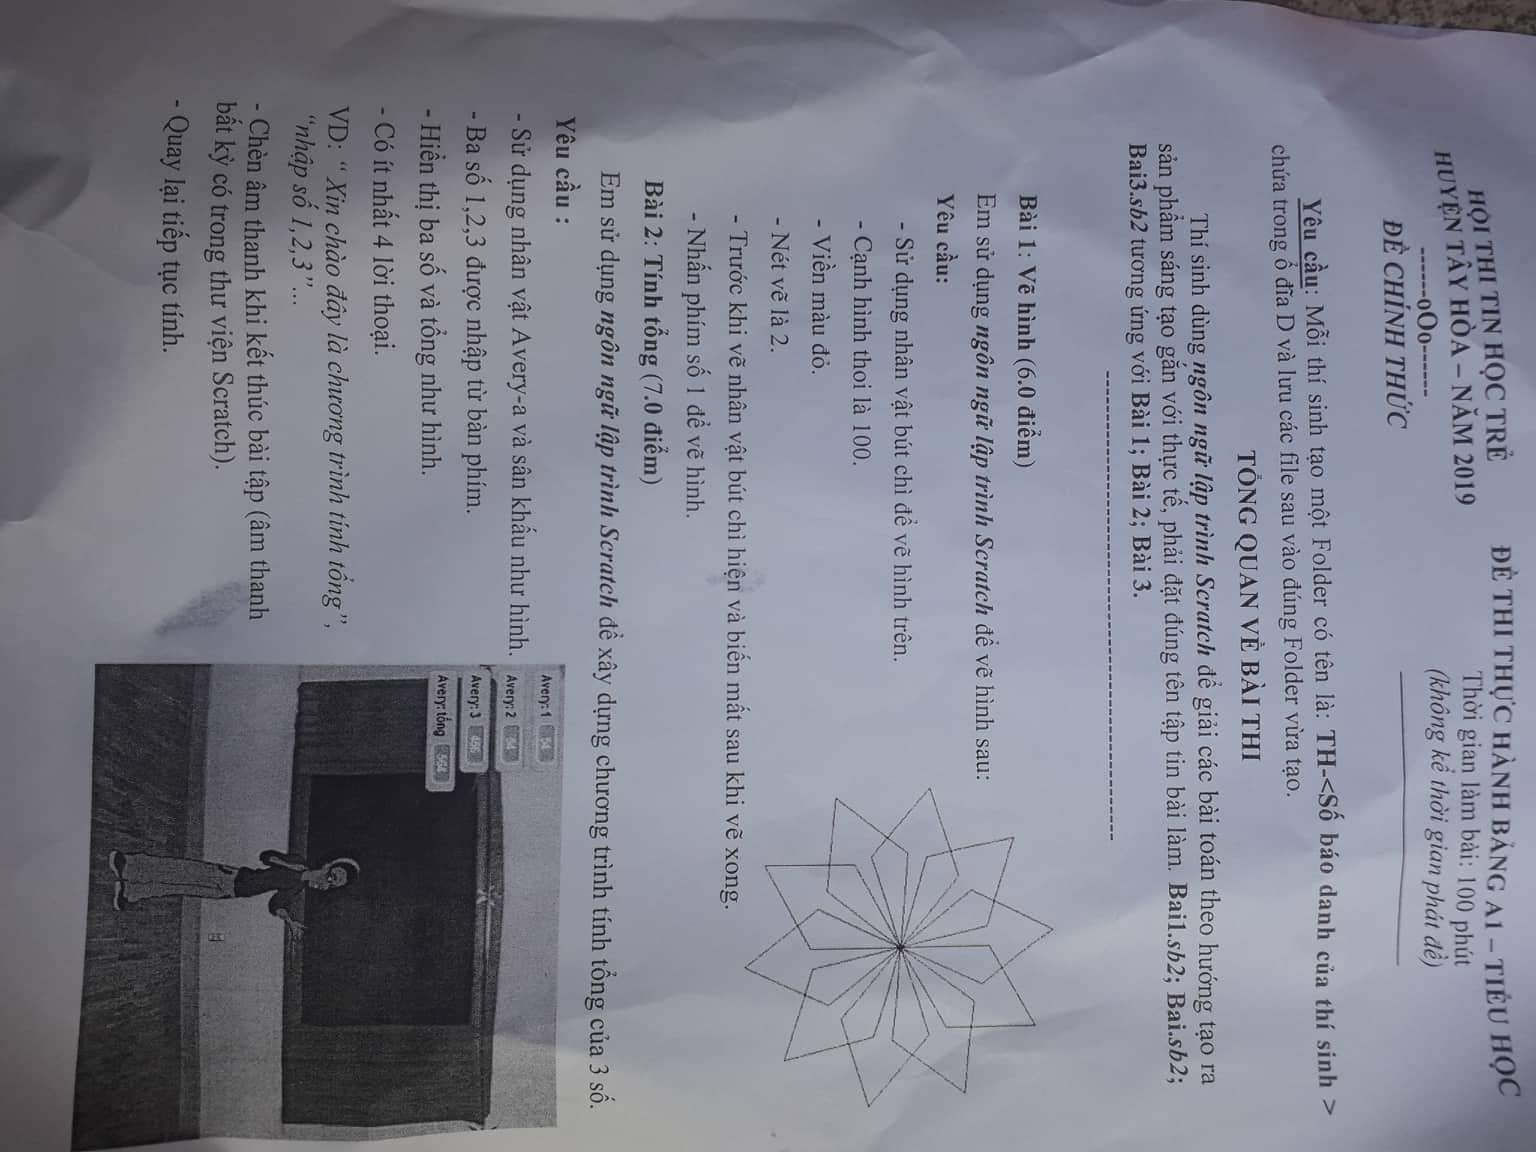 HỘI THI TIN HỌC TRẺ
HUYỆN TÂY HÒA – NĂM 2019
------oOo------
ĐỀ CHÍNH THỨC
ĐỀ THI THỰC HÀNH BẢNG A1 – TIỂU HỌC
Thời gian làm bài: 100 phút
(không kể thời gian phát đề)
Yêu cầu: Mỗi thí sinh tạo một Folder có tên là: TH-<Số báo danh của thí sinh >
chứa trong ổ đĩa D và lưu các file sau vào đúng Folder vừa tạo.
TỔNG QUAN VỀ BÀI THI
Thí sinh dùng ngôn ngữ lập trình Scratch để giải các bài toán theo hướng tạo ra
sản phẩm sáng tạo gắn với thực tế, phải đặt đúng tên tập tin bài làm. Bai1.sb2; Bai.sb2;
Bai3.sb2 tương ứng với Bài 1; Bài 2; Bài 3.
Bài 1: Vẽ hình (6.0 điểm)
Em sử dụng ngôn ngữ lập trình Scratch để vẽ hình sau:
Yêu cầu:
- Sử dụng nhân vật bút chì để vẽ hình trên.
- Cạnh hình thoi là 100.
- Viền màu đỏ.
- Nét vẽ là 2.
- Trước khi vẽ nhân vật bút chì hiện và biến mất sau khi vẽ xong.
- Nhấn phím số 1 để vẽ hình.
Bài 2: Tính tổng (7.0 điểm)
Em sử dụng ngôn ngữ lập trình Scratch để xây dựng chương trình tính tổng của 3 số.
Yêu cầu :
- Sử dụng nhân vật Avery-a và sân khấu như hình.
- Ba số 1,2,3 được nhập từ bàn phím.
- Hiển thị ba số và tổng như hình.
- Có ít nhất 4 lời thoại.
VD: “ Xin chào đây là chương trình tính tổng”,
“nhập số 1,2,3”...
- Chèn âm thanh khi kết thúc bài tập (âm thanh
bất kỳ có trong thư viện Scratch).
- Quay lại tiếp tục tính.
Avery: 1
Avery: 2
Avery: 3
Avery: tổng